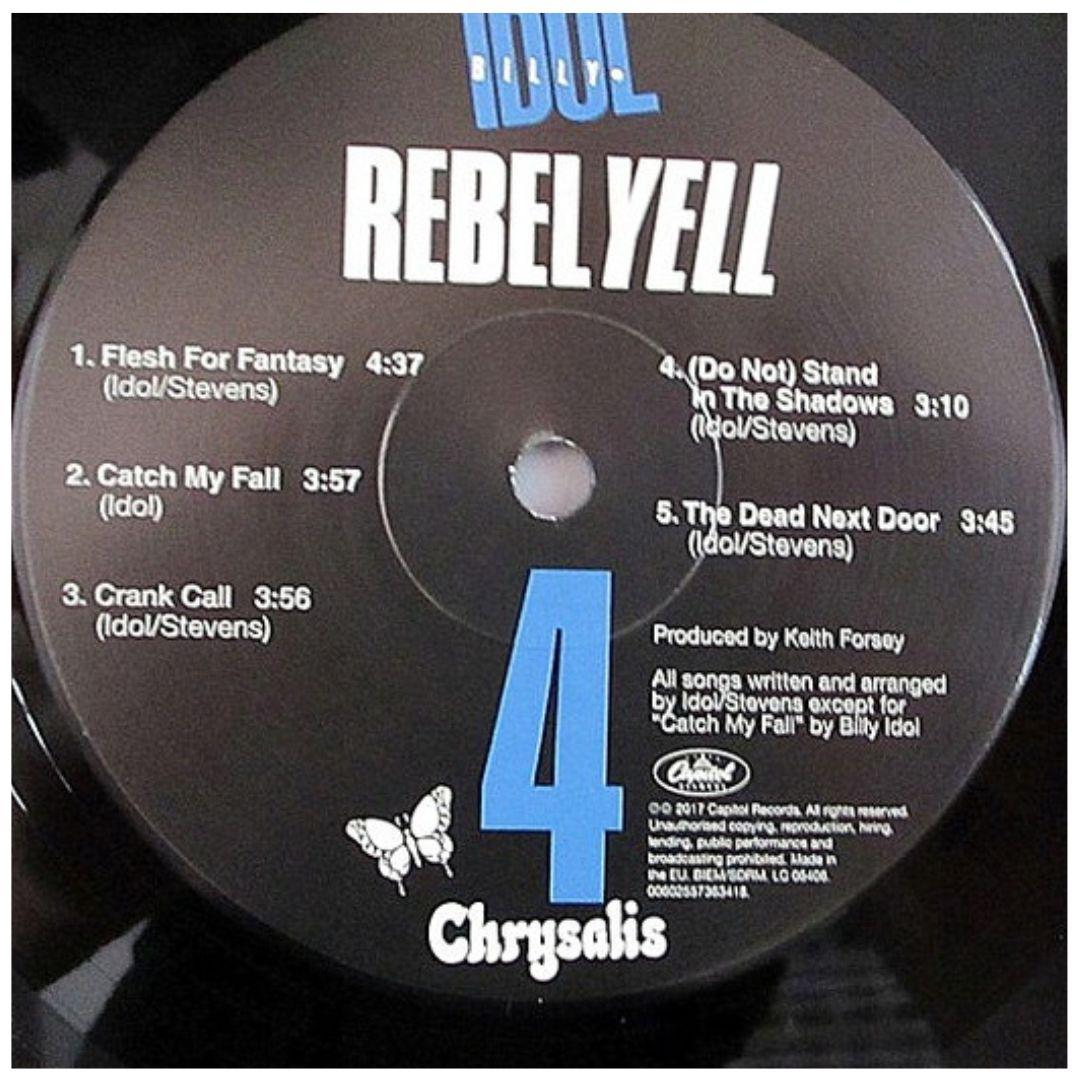 IDOL
BILLY
REBEL YELL
1. Flesh For Fantasy 4:37
(Idol/Stevens)
2. Catch My Fall 3:57
(Idol)
3. Crank Call 3:56
(Idol/Stevens)
4. (Do Not) Stand
In The Shadows 3:10
(Idol/Stevens)
5. The Dead Next Door 3:45
(Idol/Stevens)
Produced by Keith Forsey
All songs written and arranged
by Idol/Stevens except for
"Catch My Fall" by Billy Idol
Capitol
RECORDS
℗© 2017 Capitol Records. All rights reserved.
Unauthorised copying, reproduction, hiring,
lending, public performance and
broadcasting prohibited. Made in
the EU. BIEM/SDRM. LC 05408.
00602557363418.
4
Chrysalis